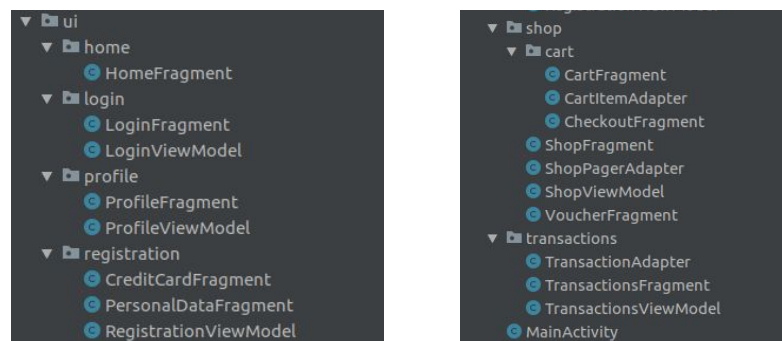 ui
home
HomeFragment
login
LoginFragment
LoginViewModel
profile
ProfileFragment
ProfileViewModel
registration
CreditCardFragment
PersonalDataFragment
RegistrationViewModel
shop
cart
CartFragment
CartItemAdapter
CheckoutFragment
ShopFragment
ShopPagerAdapter
ShopViewModel
VoucherFragment
transactions
TransactionAdapter
TransactionsFragment
TransactionsViewModel
MainActivity